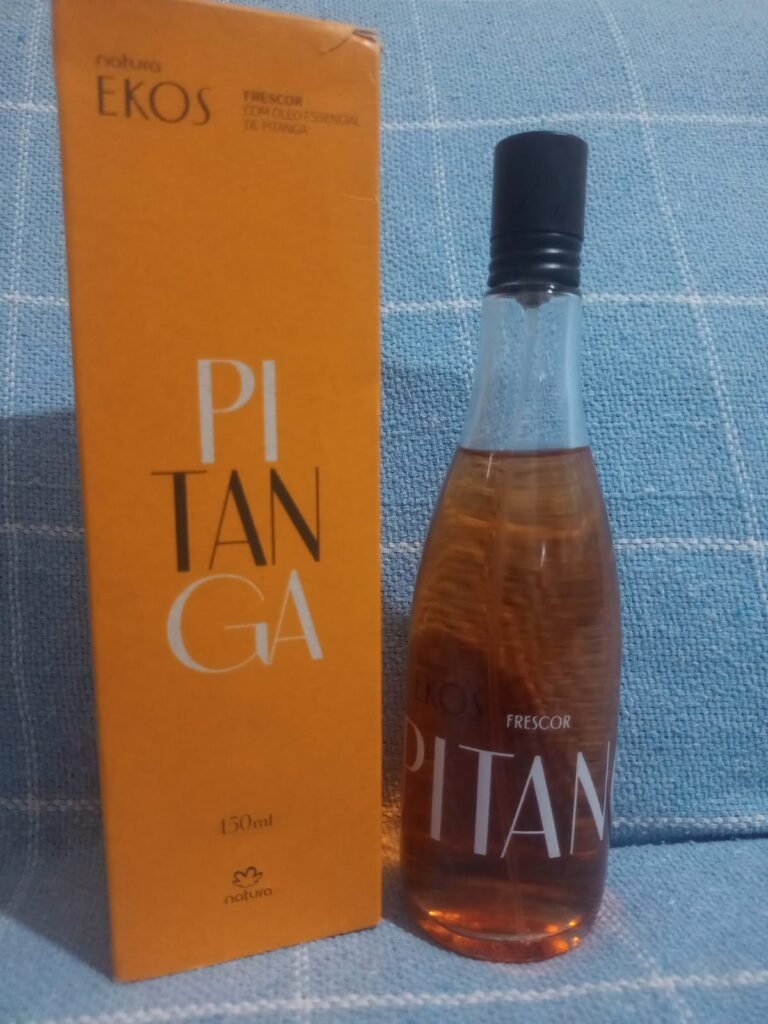 natura
EKOS
FRESCOR
COM ÓLEO ESSENCIAL
DE PITANGA
PI
TAN
GA
150ml
natura
EKOS
FRESCOR
PITAN